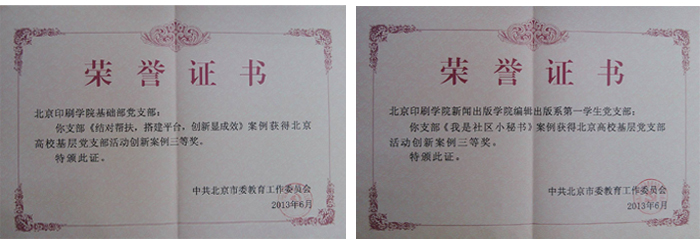 荣誉证书
北京印刷学院基础部党支部：
你支部《结对帮扶，搭建平台，创新显成效》案例获得北京
高校基层党支部活动创新案例三等奖。
特颁此证。
中共北京市委教育工作委员会
2013年6月
荣誉证书
北京印刷学院新闻出版学院编辑出版系第一学生党支部：
你支部《我是社区小秘书》案例获得北京高校基层党支部
活动创新案例三等奖。
特颁此证。
中共北京市委教育工作委员会
2013年6月